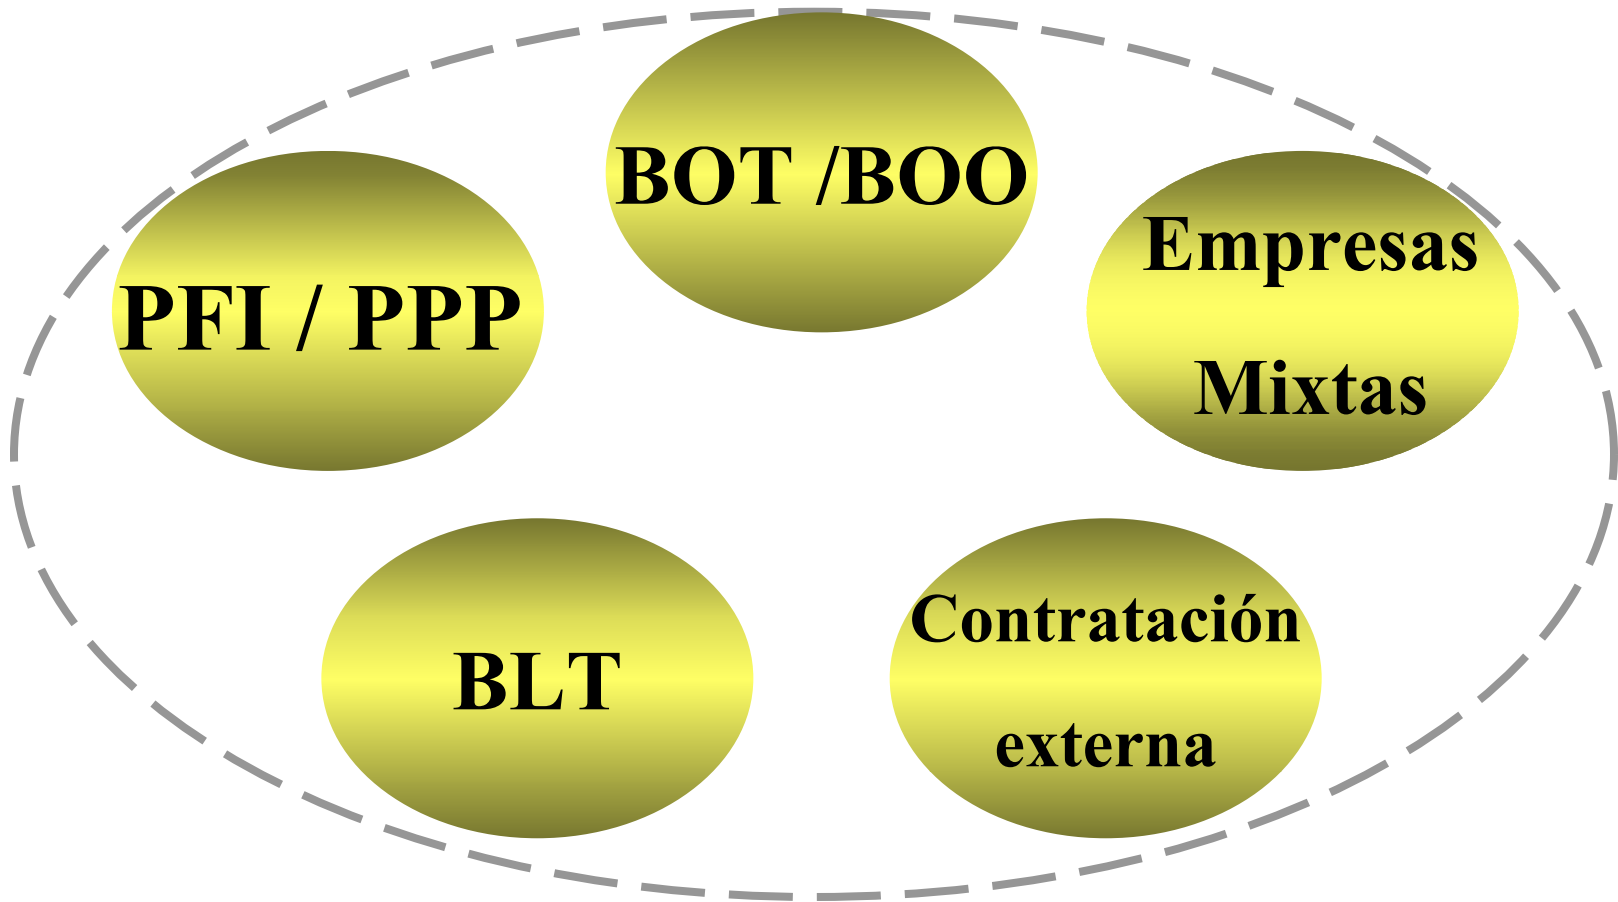 BOT /BOO
PFI / PPP
Empresas
Mixtas
BLT
Contratación
externa